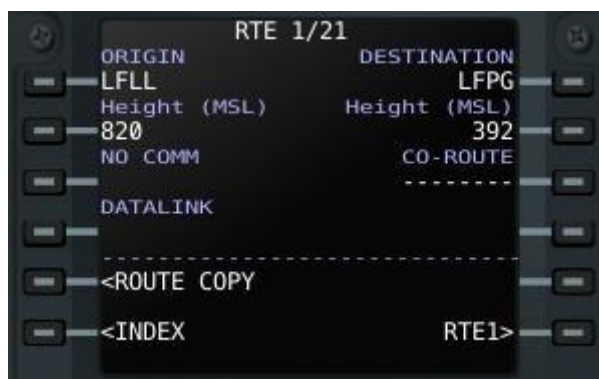 RTE 1/21
ORIGIN DESTINATION
LFLL LFPG
Height (MSL) Height (MSL)
820 392
NO COMM CO-ROUTE
--------
DATALINK
--------------------------------
<ROUTE COPY
<INDEX RTE1>